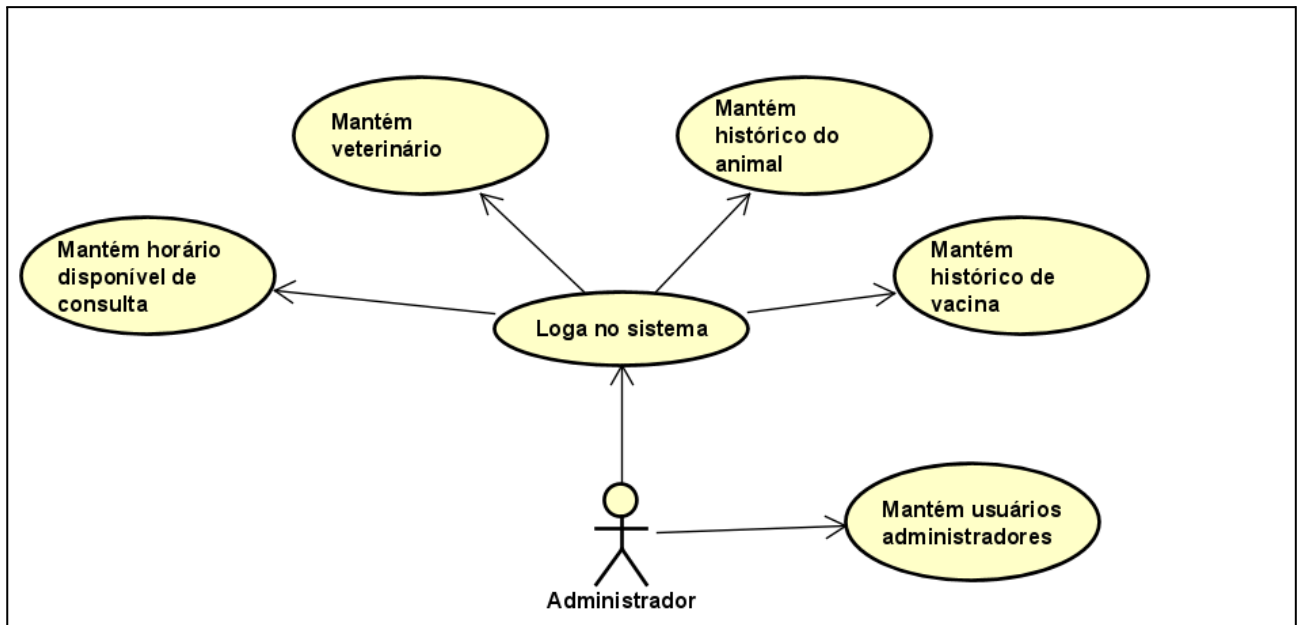 Mantém
veterinário
Mantém
histórico do
animal
Mantém horário
disponível de
consulta
Mantém
histórico de
vacina
Loga no sistema
Mantém usuários
administradores
Administrador